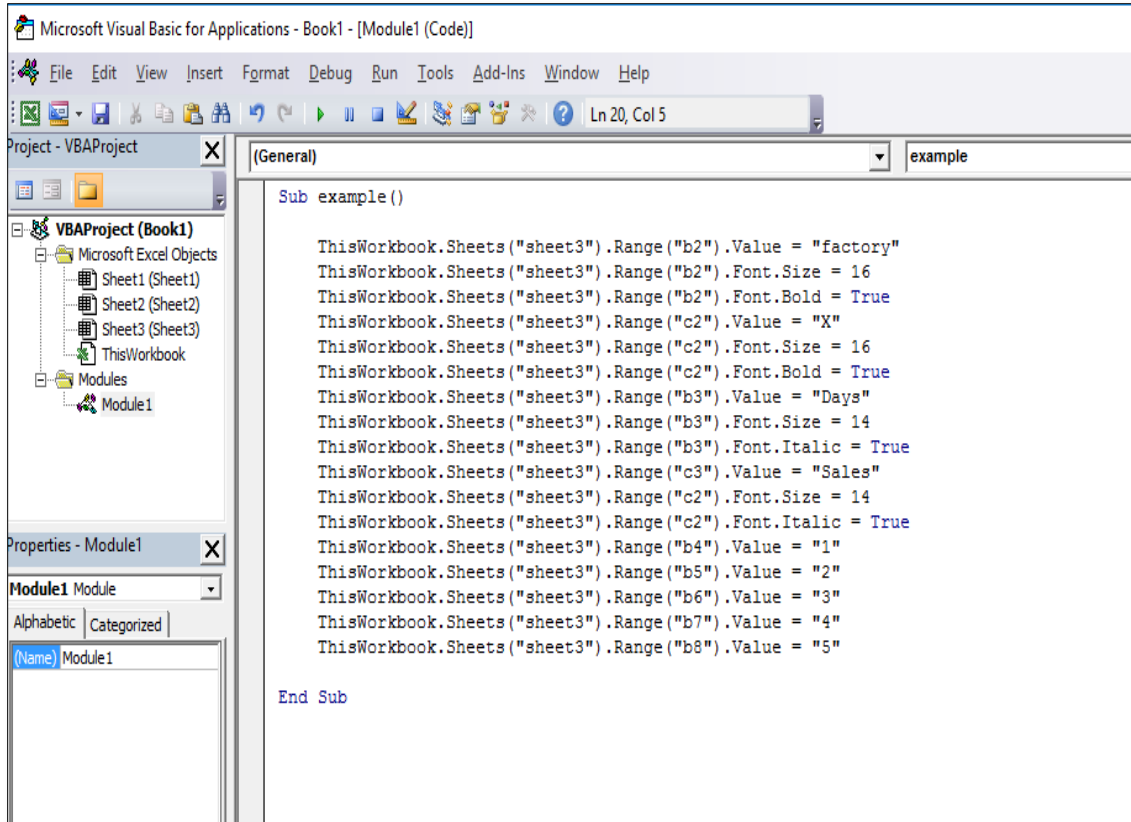 Microsoft Visual Basic for Applications - Book1 - [Module1 (Code)]
File Edit View Insert Format Debug Run Tools Add-Ins Window Help
Ln 20, Col 5
Project - VBAProject
VBAProject (Book1)
Microsoft Excel Objects
Sheet1 (Sheet1)
Sheet2 (Sheet2)
Sheet3 (Sheet3)
ThisWorkbook
Modules
Module1
Properties - Module1
Module1 Module
Alphabetic Categorized
(Name) Module1
(General) example
Sub example()
ThisWorkbook.Sheets("sheet3").Range("b2").Value = "factory"
ThisWorkbook.Sheets("sheet3").Range("b2").Font.Size = 16
ThisWorkbook.Sheets("sheet3").Range("b2").Font.Bold = True
ThisWorkbook.Sheets("sheet3").Range("c2").Value = "X"
ThisWorkbook.Sheets("sheet3").Range("c2").Font.Size = 16
ThisWorkbook.Sheets("sheet3").Range("c2").Font.Bold = True
ThisWorkbook.Sheets("sheet3").Range("b3").Value = "Days"
ThisWorkbook.Sheets("sheet3").Range("b3").Font.Size = 14
ThisWorkbook.Sheets("sheet3").Range("b3").Font.Italic = True
ThisWorkbook.Sheets("sheet3").Range("c3").Value = "Sales"
ThisWorkbook.Sheets("sheet3").Range("c2").Font.Size = 14
ThisWorkbook.Sheets("sheet3").Range("c2").Font.Italic = True
ThisWorkbook.Sheets("sheet3").Range("b4").Value = "1"
ThisWorkbook.Sheets("sheet3").Range("b5").Value = "2"
ThisWorkbook.Sheets("sheet3").Range("b6").Value = "3"
ThisWorkbook.Sheets("sheet3").Range("b7").Value = "4"
ThisWorkbook.Sheets("sheet3").Range("b8").Value = "5"
End Sub